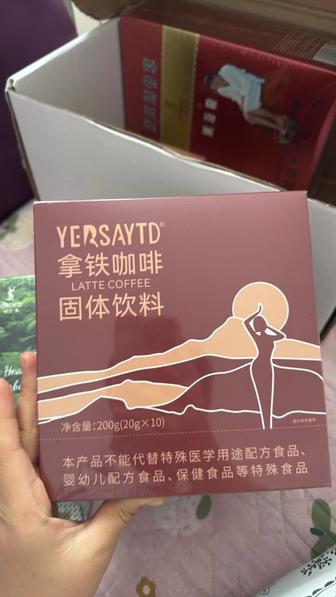 YERSAYTD®
拿铁咖啡
LATTE COFFEE
固体饮料
净含量:200g(20g×10)
本产品不能代替特殊医学用途配方食品、
婴幼儿配方食品、保健食品等特殊食品